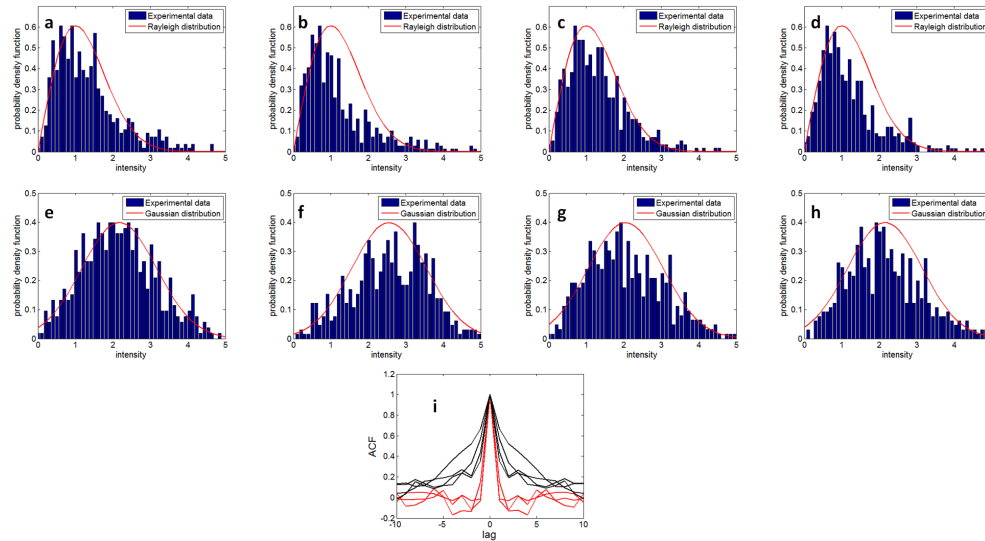 a
Experimental data
Rayleigh distribution
probability density function
0.6
0.5
0.4
0.3
0.2
0.1
0
0 1 2 3 4 5
intensity
b
Experimental data
Rayleigh distribution
probability density function
0.6
0.5
0.4
0.3
0.2
0.1
0
0 1 2 3 4 5
intensity
c
Experimental data
Rayleigh distribution
probability density function
0.6
0.5
0.4
0.3
0.2
0.1
0
0 1 2 3 4 5
intensity
d
Experimental data
Rayleigh distribution
probability density function
0.6
0.5
0.4
0.3
0.2
0.1
0
0 1 2 3 4
intensity
e
Experimental data
Gaussian distribution
probability density function
0.5
0.4
0.3
0.2
0.1
0
0 1 2 3 4 5
intensity
f
Experimental data
Gaussian distribution
probability density function
0.5
0.4
0.3
0.2
0.1
0
0 1 2 3 4 5
intensity
g
Experimental data
Gaussian distribution
probability density function
0.5
0.4
0.3
0.2
0.1
0
0 1 2 3 4 5
intensity
h
Experimental data
Gaussian distribution
probability density function
0.5
0.4
0.3
0.2
0.1
0
0 1 2 3 4
intensity
i
ACF
1.2
1
0.8
0.6
0.4
0.2
0
-0.2
-10 -5 0 5 10
lag